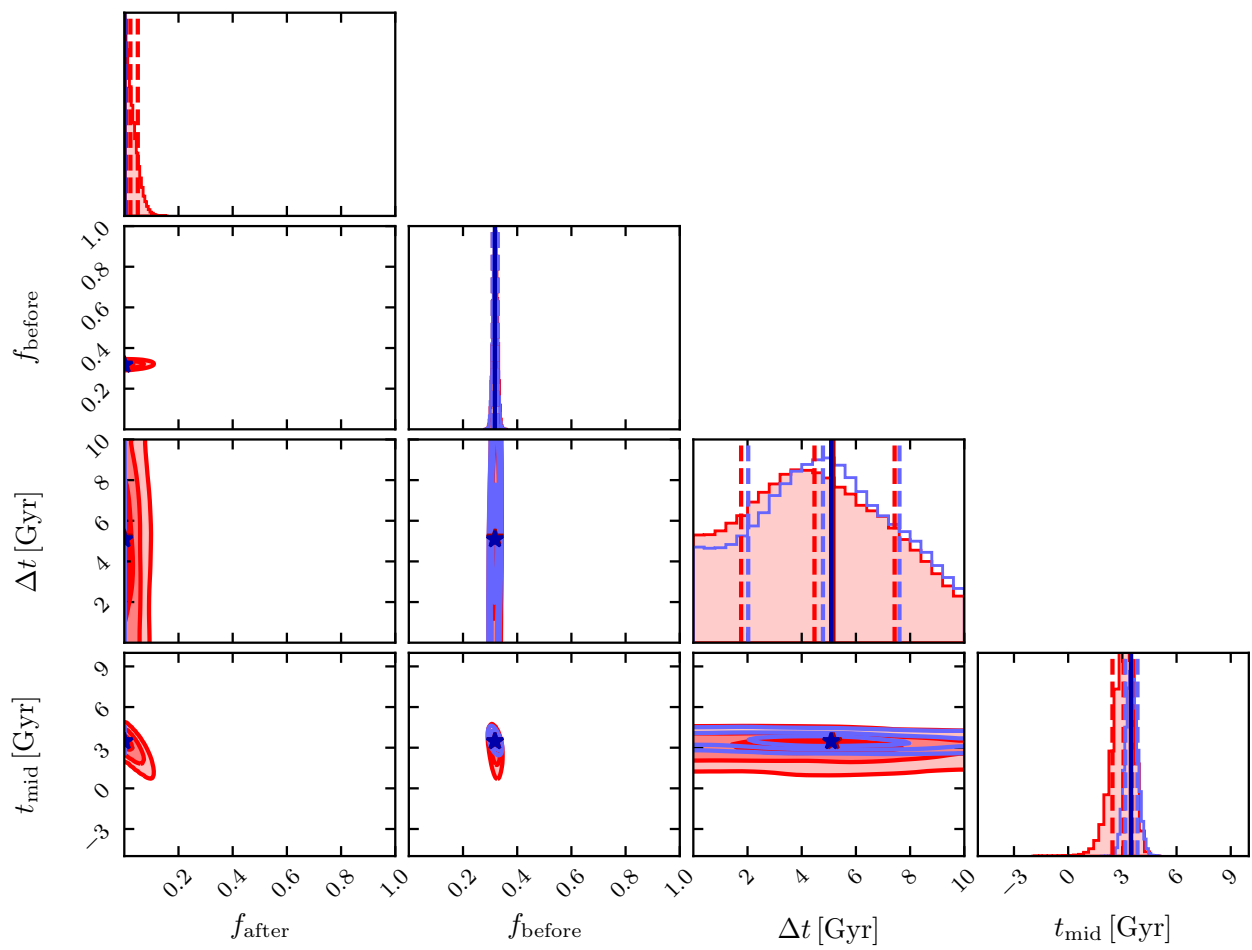 1.0
0.8
0.6
0.4
0.2
f_before
10
8
6
4
2
Δt [Gyr]
9
6
3
0
−3
t_mid [Gyr]
0.2 0.4 0.6 0.8 1.0
0.2 0.4 0.6 0.8 1.0
2 4 6 8 10
−3 0 3 6 9
f_after f_before Δt [Gyr] t_mid [Gyr]